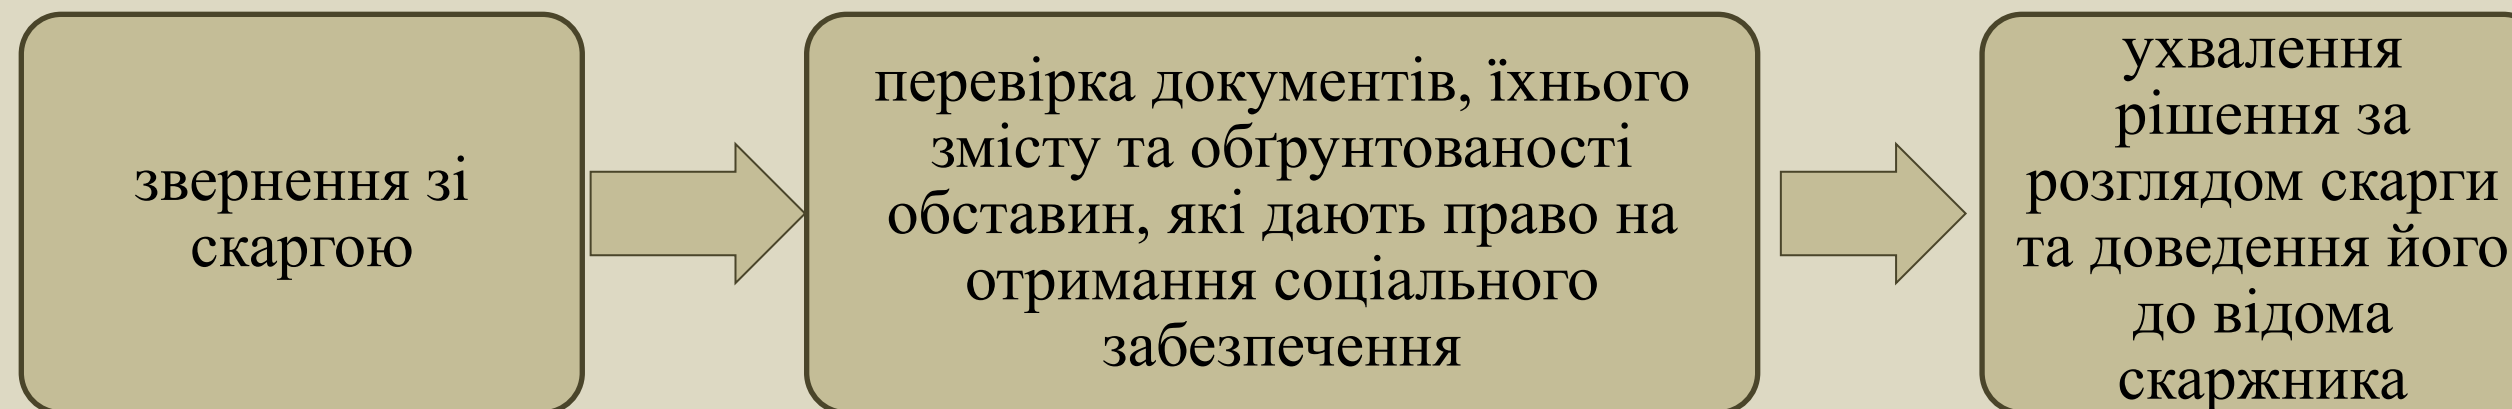 звернення зі
скаргою
перевірка документів, їхнього
змісту та обґрунтованості
обставин, які дають право на
отримання соціального
забезпечення
ухвалення
рішення за
розглядом скарги
та доведення його
до відома
скаржника